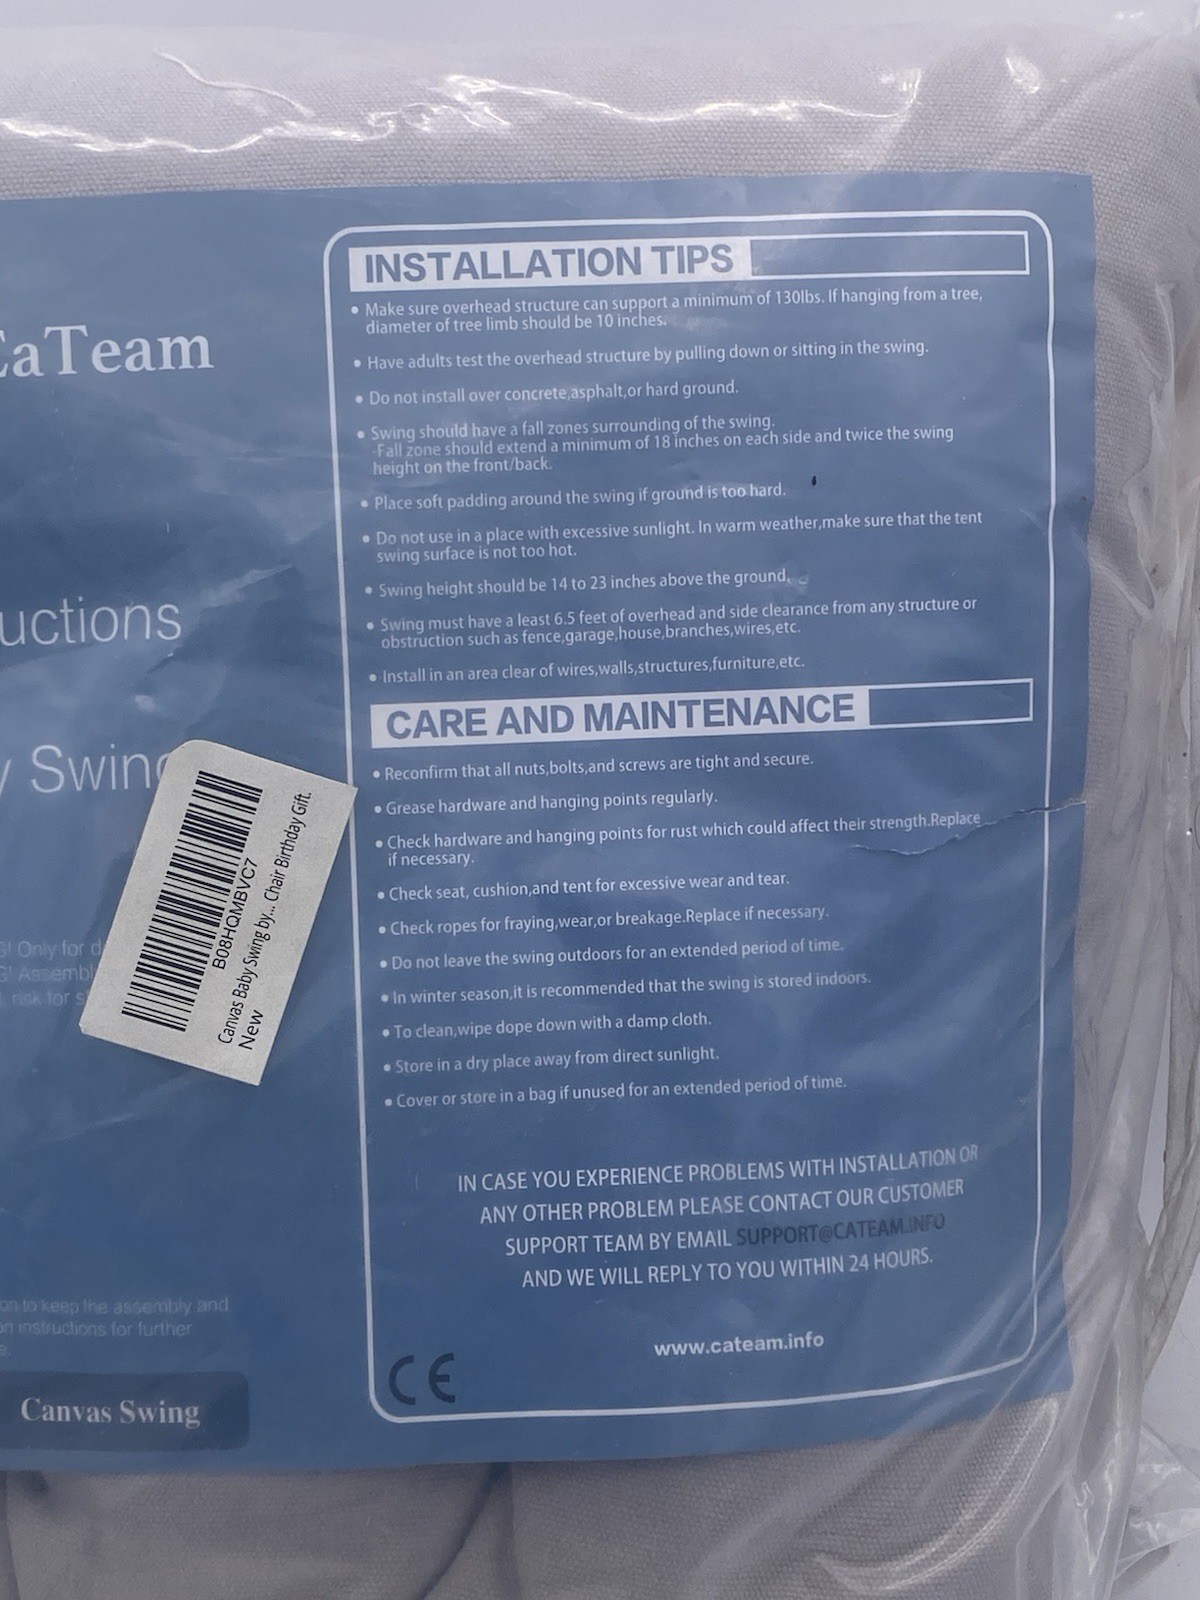 CaTeam
uctions
Swing
Only for
Assembl
risk for
on to keep the assembly and
instructions for further
Canvas Swing
B08HQMBVC7
Canvas Baby Swing by... Chair Birthday Gift.
New
INSTALLATION TIPS
• Make sure overhead structure can support a minimum of 130lbs. If hanging from a tree,
diameter of tree limb should be 10 inches.
• Have adults test the overhead structure by pulling down or sitting in the swing.
• Do not install over concrete,asphalt,or hard ground.
• Swing should have a fall zones surrounding of the swing.
-Fall zone should extend a minimum of 18 inches on each side and twice the swing
height on the front/back.
• Place soft padding around the swing if ground is too hard.
• Do not use in a place with excessive sunlight. In warm weather,make sure that the tent
swing surface is not too hot.
• Swing height should be 14 to 23 inches above the ground.
• Swing must have a least 6.5 feet of overhead and side clearance from any structure or
obstruction such as fence,garage,house,branches,wires,etc.
• Install in an area clear of wires,walls,structures,furniture,etc.
CARE AND MAINTENANCE
• Reconfirm that all nuts,bolts,and screws are tight and secure.
• Grease hardware and hanging points regularly.
• Check hardware and hanging points for rust which could affect their strength.Replace
if necessary.
• Check seat, cushion,and tent for excessive wear and tear.
• Check ropes for fraying,wear,or breakage.Replace if necessary.
• Do not leave the swing outdoors for an extended period of time.
• In winter season,it is recommended that the swing is stored indoors.
• To clean,wipe dope down with a damp cloth.
• Store in a dry place away from direct sunlight.
• Cover or store in a bag if unused for an extended period of time.
IN CASE YOU EXPERIENCE PROBLEMS WITH INSTALLATION OR
ANY OTHER PROBLEM PLEASE CONTACT OUR CUSTOMER
SUPPORT TEAM BY EMAIL SUPPORT@CATEAM.INFO
AND WE WILL REPLY TO YOU WITHIN 24 HOURS.
www.cateam.info
CE